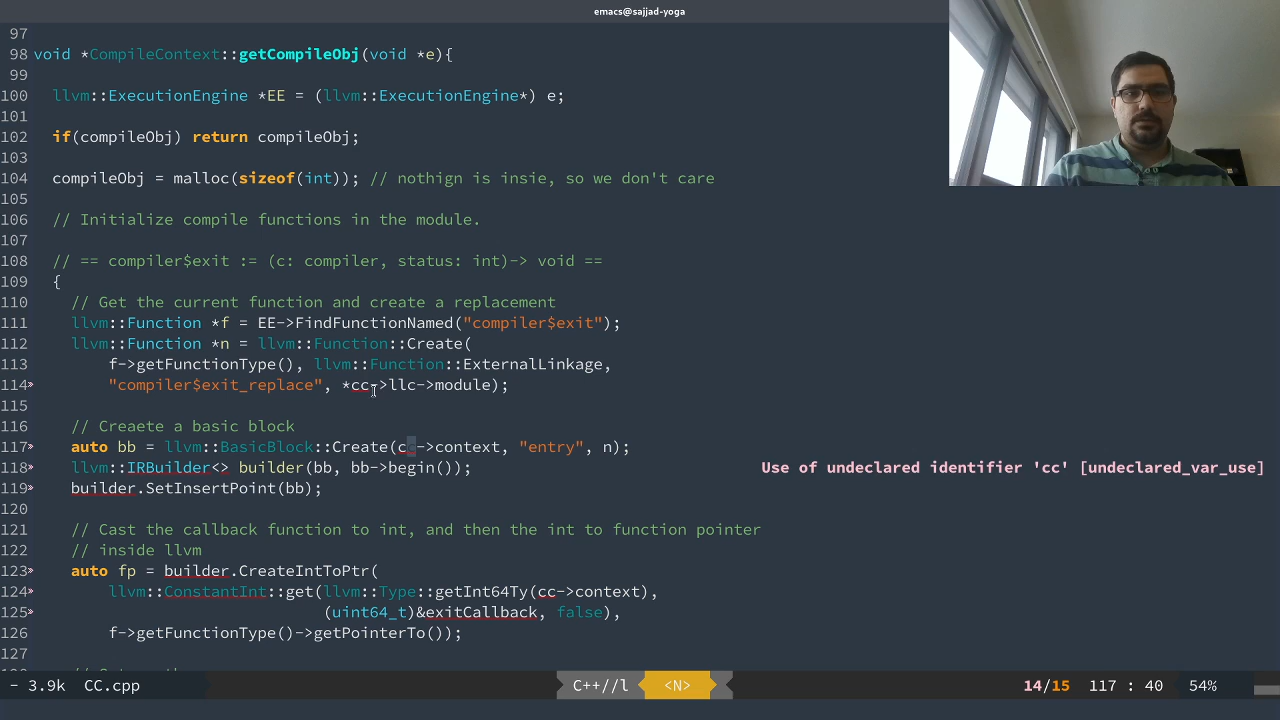 emacs@sajjad-yoga
97
98 void *CompileContext::getCompileObj(void *e){
99
100 llvm::ExecutionEngine *EE = (llvm::ExecutionEngine*) e;
101
102 if(compileObj) return compileObj;
103
104 compileObj = malloc(sizeof(int)); // nothign is insie, so we don't care
105
106 // Initialize compile functions in the module.
107
108 // == compiler$exit := (c: compiler, status: int)-> void ==
109 {
110 // Get the current function and create a replacement
111 llvm::Function *f = EE->FindFunctionNamed("compiler$exit");
112 llvm::Function *n = llvm::Function::Create(
113 f->getFunctionType(), llvm::Function::ExternalLinkage,
114» "compiler$exit_replace", *cc->llc->module);
115
116 // Creaete a basic block
117» auto bb = llvm::BasicBlock::Create(cc->context, "entry", n);
118» llvm::IRBuilder<> builder(bb, bb->begin()); Use of undeclared identifier 'cc' [undeclared_var_use]
119» builder.SetInsertPoint(bb);
120
121 // Cast the callback function to int, and then the int to function pointer
122 // inside llvm
123» auto fp = builder.CreateIntToPtr(
124» llvm::ConstantInt::get(llvm::Type::getInt64Ty(cc->context),
125» (uint64_t)&exitCallback, false),
126 f->getFunctionType()->getPointerTo());
127
- 3.9k CC.cpp C++//l <N> 14/15 117 : 40 54%